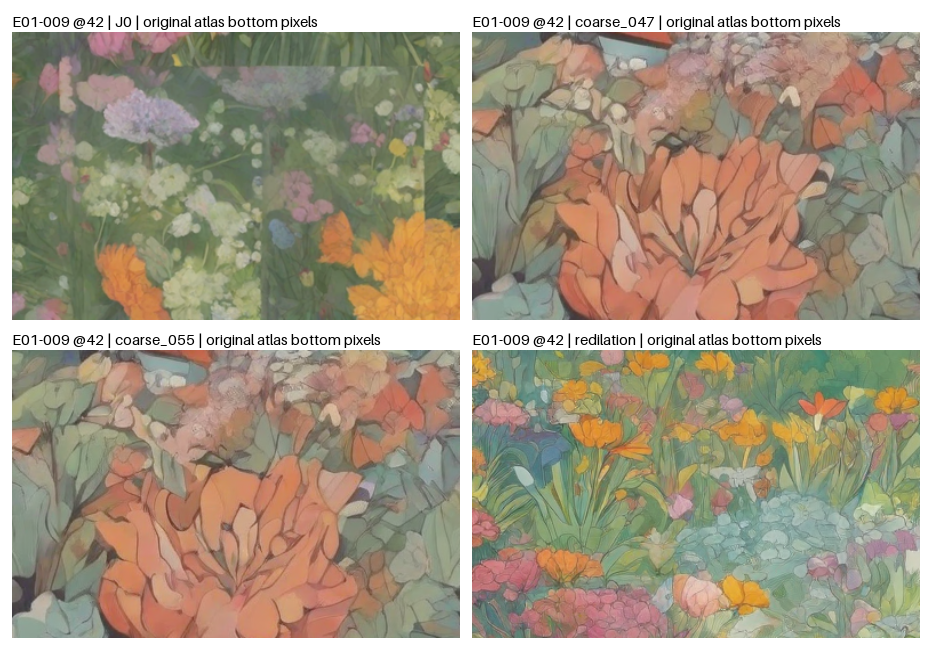 E01-009 @42 | J0 | original atlas bottom pixels
E01-009 @42 | coarse_047 | original atlas bottom pixels
E01-009 @42 | coarse_055 | original atlas bottom pixels
E01-009 @42 | redilation | original atlas bottom pixels